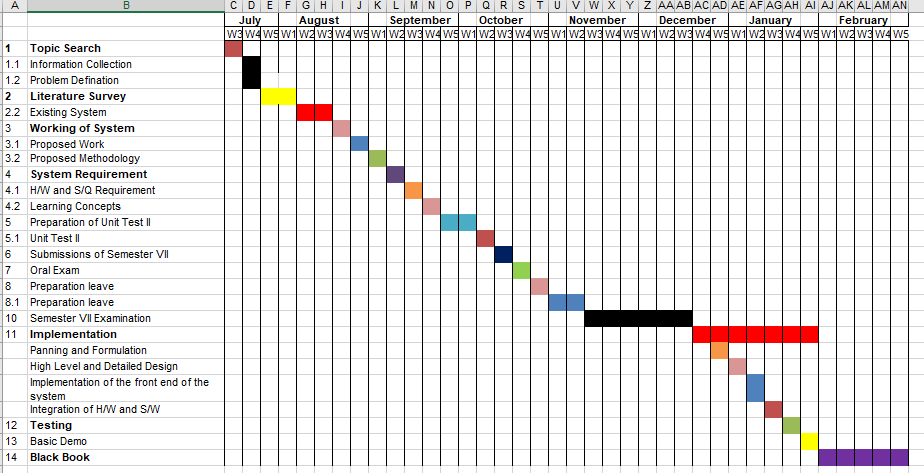 A B C D E F G H I J K L M N O P Q R S T U V W X Y Z AA AB AC AD AE AF AG AH AI AJ AK AL AM AN
July August September October November December January February
W3 W4 W5 W1 W2 W3 W4 W5 W1 W2 W3 W4 W5 W1 W2 W3 W4 W5 W1 W2 W3 W4 W5 W1 W2 W3 W4 W5 W1 W2 W3 W4 W5 W1 W2 W3 W4 W5
1 Topic Search
1.1 Information Collection
1.2 Problem Defination
2 Literature Survey
2.2 Existing System
3 Working of System
3.1 Proposed Work
3.2 Proposed Methodology
4 System Requirement
4.1 H/W and S/Q Requirement
4.2 Learning Concepts
5 Preparation of Unit Test II
5.1 Unit Test II
6 Submissions of Semester VII
7 Oral Exam
8 Preparation leave
8.1 Preparation leave
10 Semester VII Examination
11 Implementation
Panning and Formulation
High Level and Detailed Design
Implementation of the front end of the
system
Integration of H/W and S/W
12 Testing
13 Basic Demo
14 Black Book